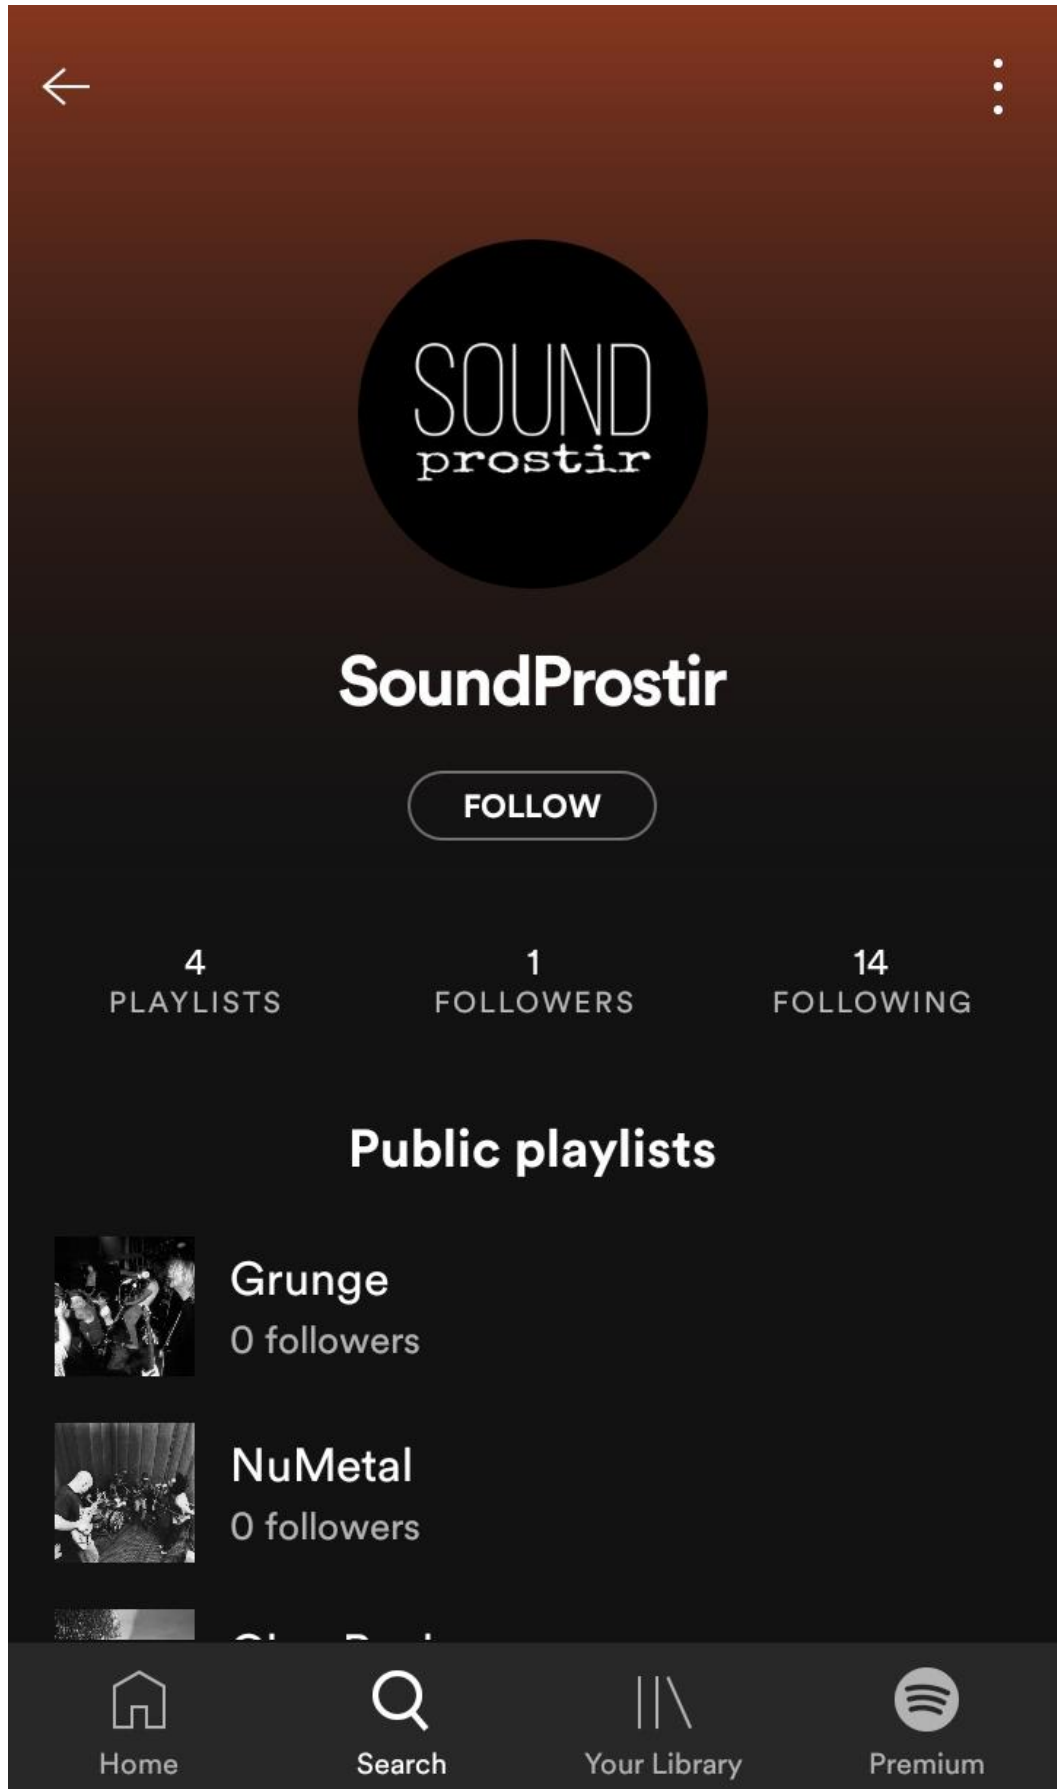 SOUND
prostir
SoundProstir
FOLLOW
4 1 14
PLAYLISTS FOLLOWERS FOLLOWING
Public playlists
Grunge
0 followers
NuMetal
0 followers
Home Search Your Library Premium